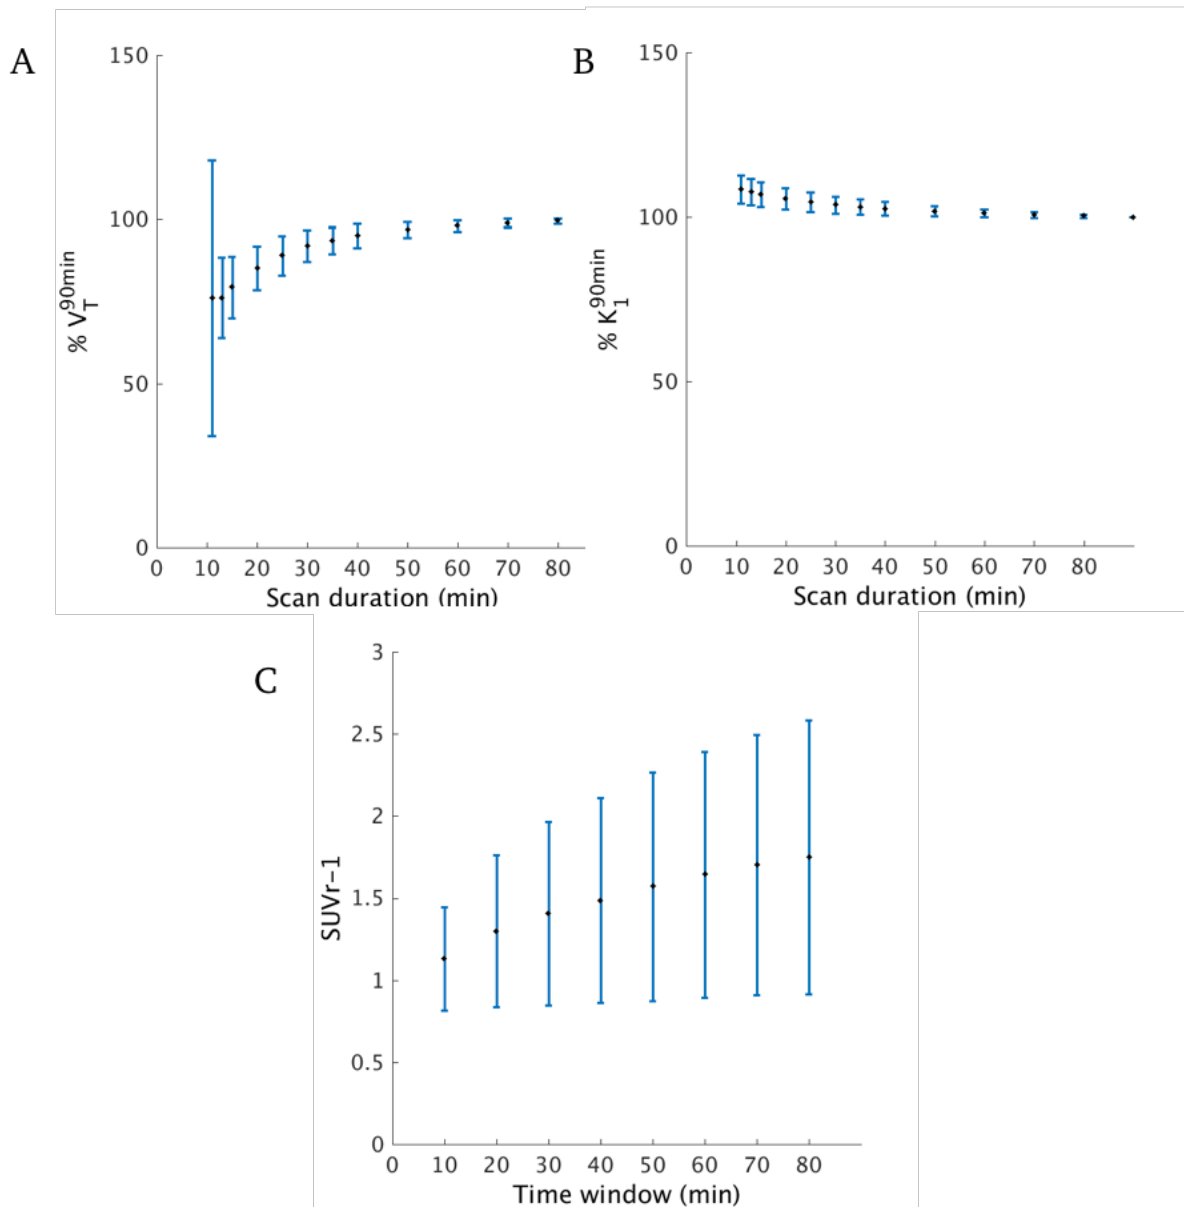 A
150
100
50
0
% V_T^90min
0 10 20 30 40 50 60 70 80
Scan duration (min)
B
150
100
50
0
% K_1^90min
0 10 20 30 40 50 60 70 80
Scan duration (min)
C
3
2.5
2
1.5
1
0.5
0
SUVr−1
0 10 20 30 40 50 60 70 80
Time window (min)